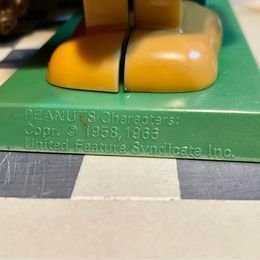 PEANUTS Characters:
Copr. © 1958, 1966
United Feature Syndicate Inc.